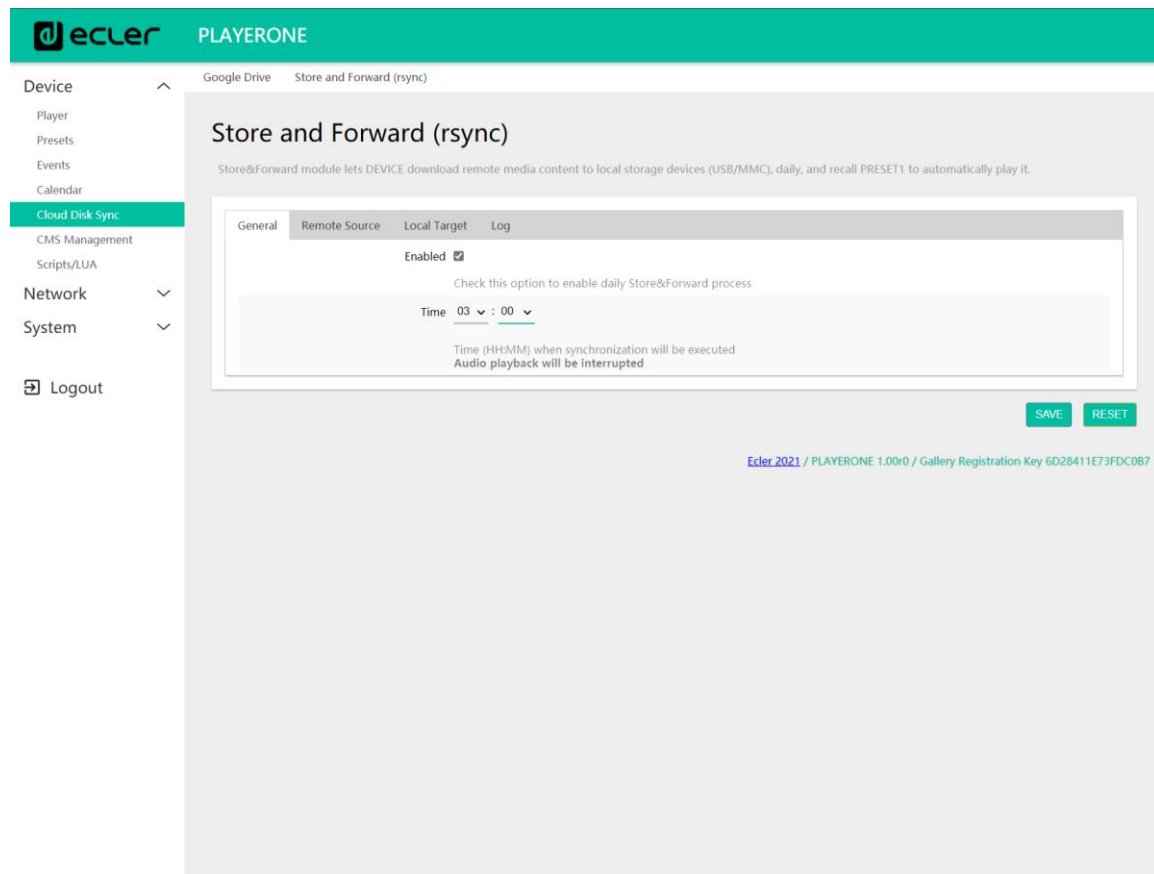 ecler
PLAYERONE
Device
Player
Presets
Events
Calendar
Cloud Disk Sync
CMS Management
Scripts/LUA
Network
System
Logout
Google Drive Store and Forward (rsync)
Store and Forward (rsync)
Store&Forward module lets DEVICE download remote media content to local storage devices (USB/MMC), daily, and recall PRESET1 to automatically play it.
General Remote Source Local Target Log
Enabled
Check this option to enable daily Store&Forward process
Time 03 : 00
Time (HH:MM) when synchronization will be executed
Audio playback will be interrupted
SAVE RESET
Ecler 2021 / PLAYERONE 1.00r0 / Gallery Registration Key 6D28411E73FDC0B7